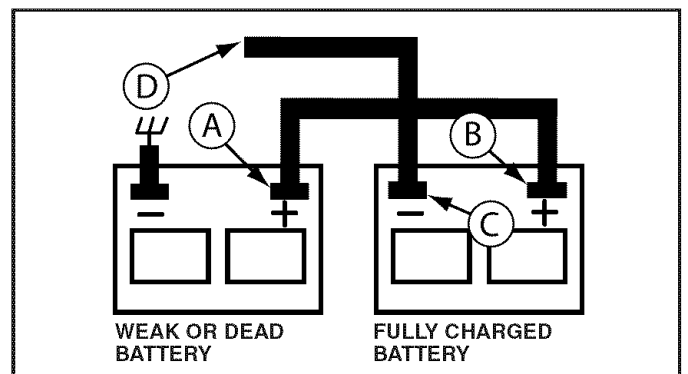 D
A
B
C
− + − +
WEAK OR DEAD
BATTERY
FULLY CHARGED
BATTERY